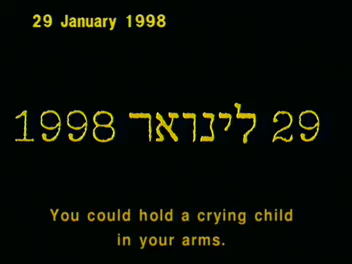 29 January 1998
29 לינואר 1998
You could hold a crying child
in your arms.